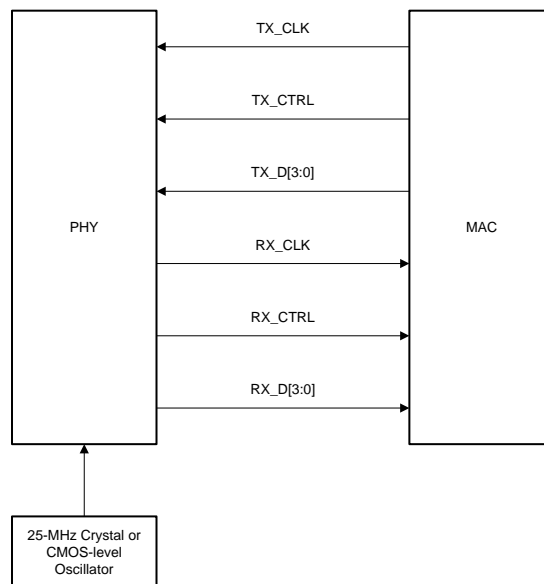 TX_CLK
TX_CTRL
TX_D[3:0]
PHY
MAC
RX_CLK
RX_CTRL
RX_D[3:0]
25-MHz Crystal or
CMOS-level
Oscillator